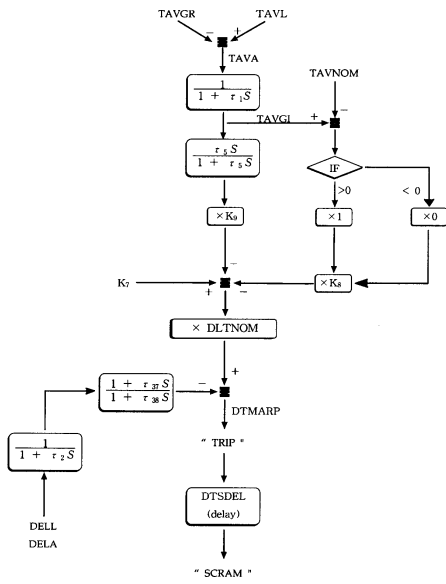 TAVGR TAVL
− +
TAVA
TAVNOM
1
1 + τ₁S
TAVGI + −
τ₅S
1 + τ₅S
IF
>0 < 0
×K₉ ×1 ×0
−
K₇ + − ×K₈
× DLTNOM
+
1 + τ₃₇S
1 + τ₃₈S
−
DTMARP
1
1 + τ₂S
" TRIP "
DTSDEL
(delay)
DELL
DELA
" SCRAM "